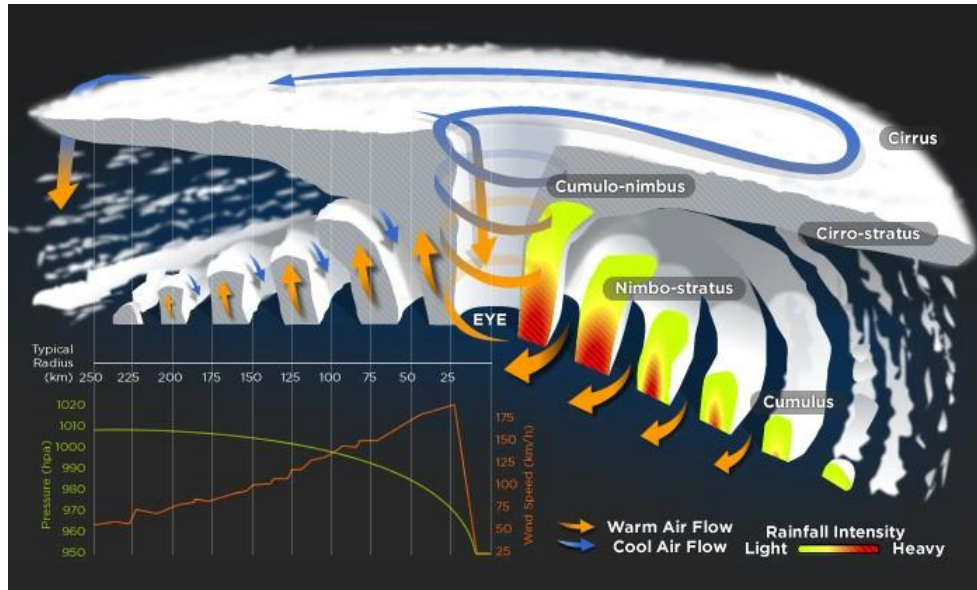 Cirrus
Cumulo-nimbus
Cirro-stratus
Nimbo-stratus
EYE
Cumulus
Typical
Radius
(km) 250 225 200 175 150 125 100 75 50 25
Pressure (hpa)
1020
1010
1000
990
980
970
960
950
Wind Speed (km/h)
175
150
125
100
75
50
25
Warm Air Flow
Cool Air Flow
Rainfall Intensity
Light Heavy